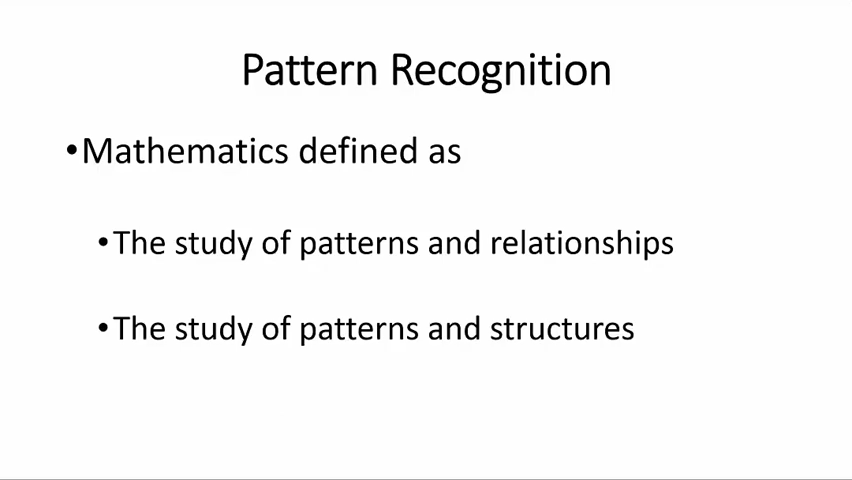 Pattern Recognition
•Mathematics defined as
•The study of patterns and relationships
•The study of patterns and structures